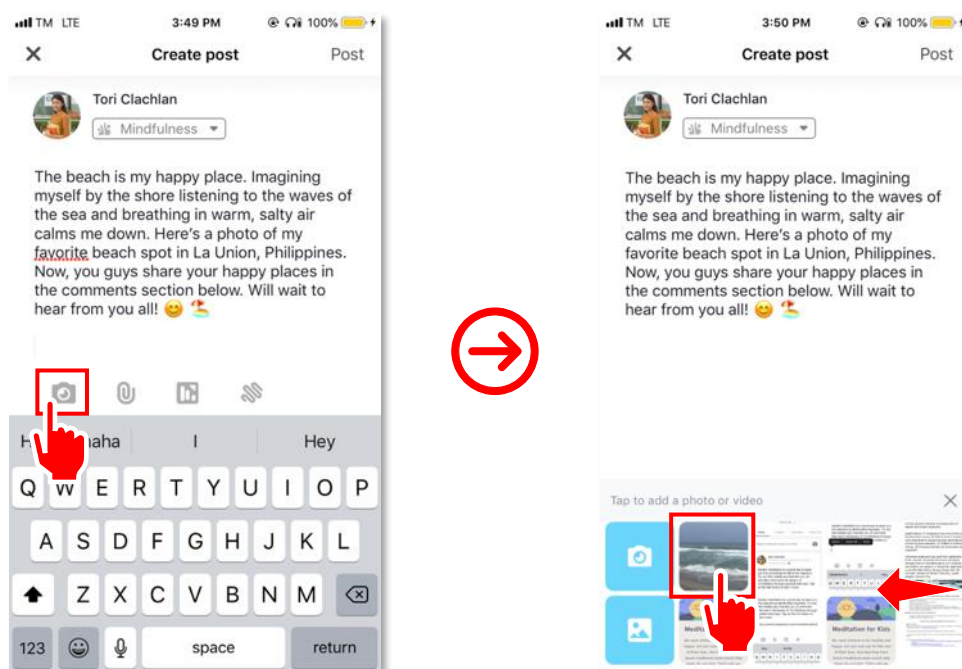 TM LTE 3:49 PM 100%
Create post Post
Tori Clachlan
Mindfulness
The beach is my happy place. Imagining
myself by the shore listening to the waves of
the sea and breathing in warm, salty air
calms me down. Here's a photo of my
favorite beach spot in La Union, Philippines.
Now, you guys share your happy places in
the comments section below. Will wait to
hear from you all! 😊 🏖️
I Hey
Q W E R T Y U I O P
A S D F G H J K L
Z X C V B N M
123 space return
TM LTE 3:50 PM 100%
Create post Post
Tori Clachlan
Mindfulness
The beach is my happy place. Imagining
myself by the shore listening to the waves of
the sea and breathing in warm, salty air
calms me down. Here's a photo of my
favorite beach spot in La Union, Philippines.
Now, you guys share your happy places in
the comments section below. Will wait to
hear from you all! 😊 🏖️
Tap to add a photo or video
Meditation for Kids